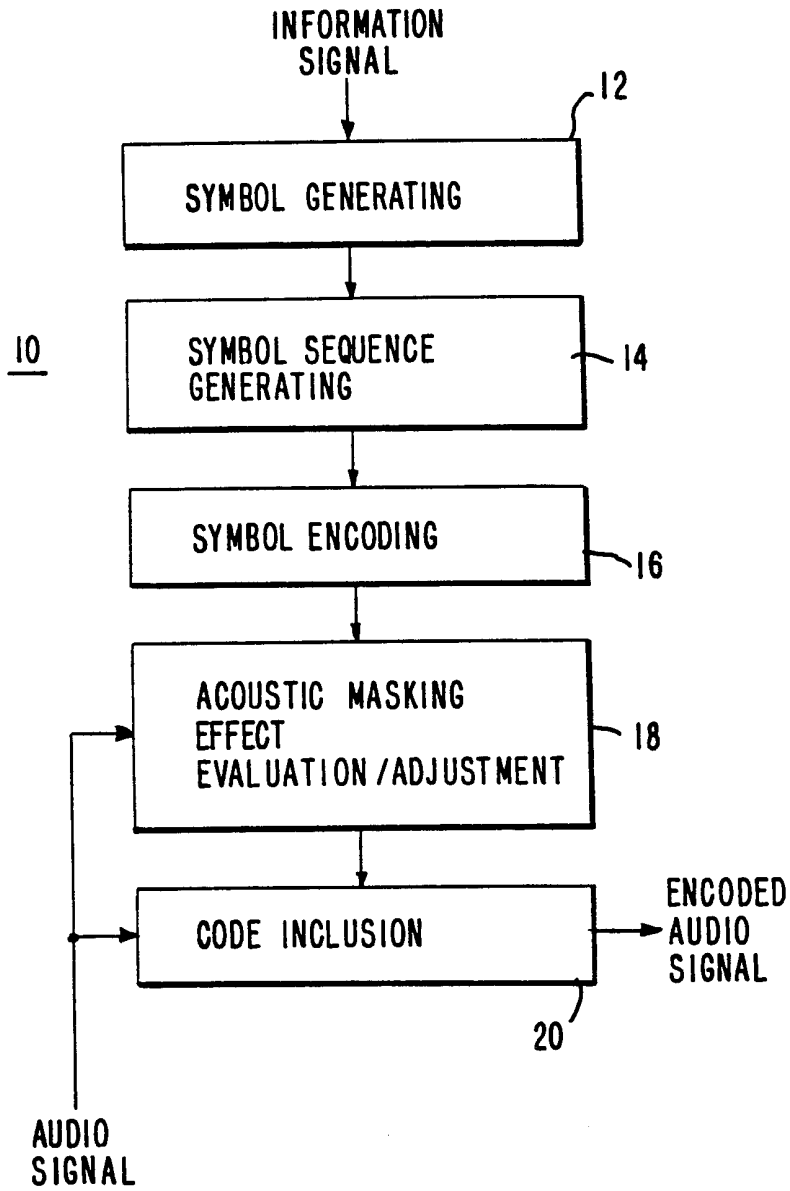 INFORMATION
SIGNAL
12
SYMBOL GENERATING
10
SYMBOL SEQUENCE
GENERATING
14
SYMBOL ENCODING
16
ACOUSTIC MASKING
EFFECT
EVALUATION/ADJUSTMENT
18
CODE INCLUSION
ENCODED
AUDIO
SIGNAL
20
AUDIO
SIGNAL